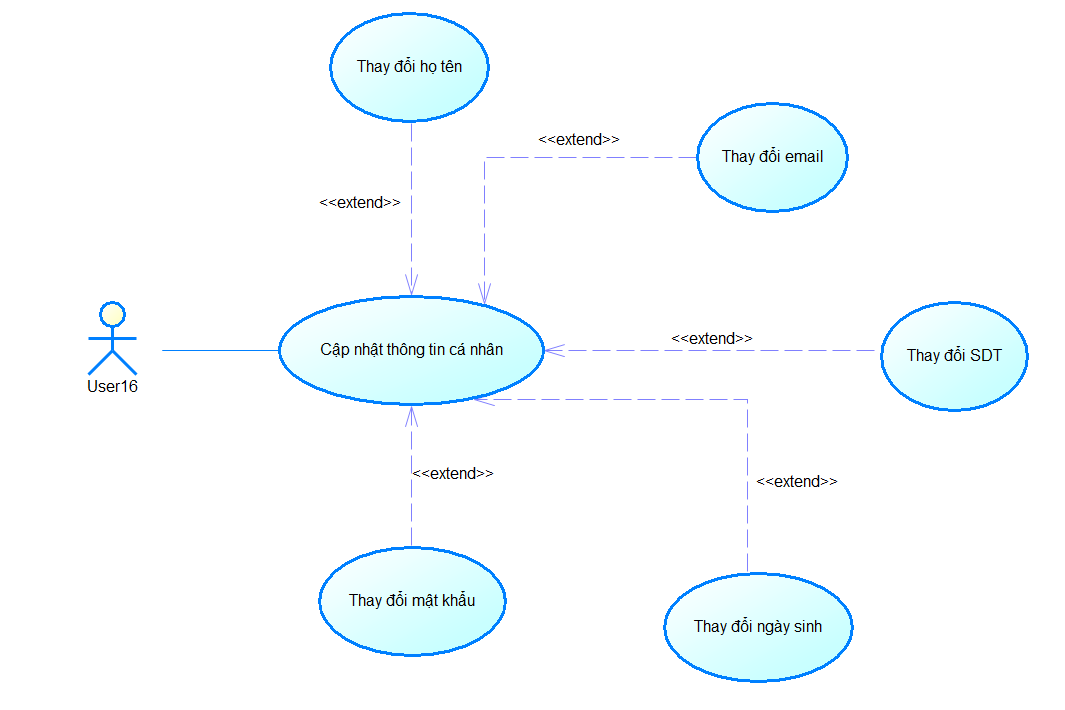 Thay đổi họ tên
<<extend>>
Thay đổi email
<<extend>>
<<extend>>
Thay đổi SDT
Cập nhật thông tin cá nhân
User16
<<extend>>
<<extend>>
Thay đổi mật khẩu
Thay đổi ngày sinh